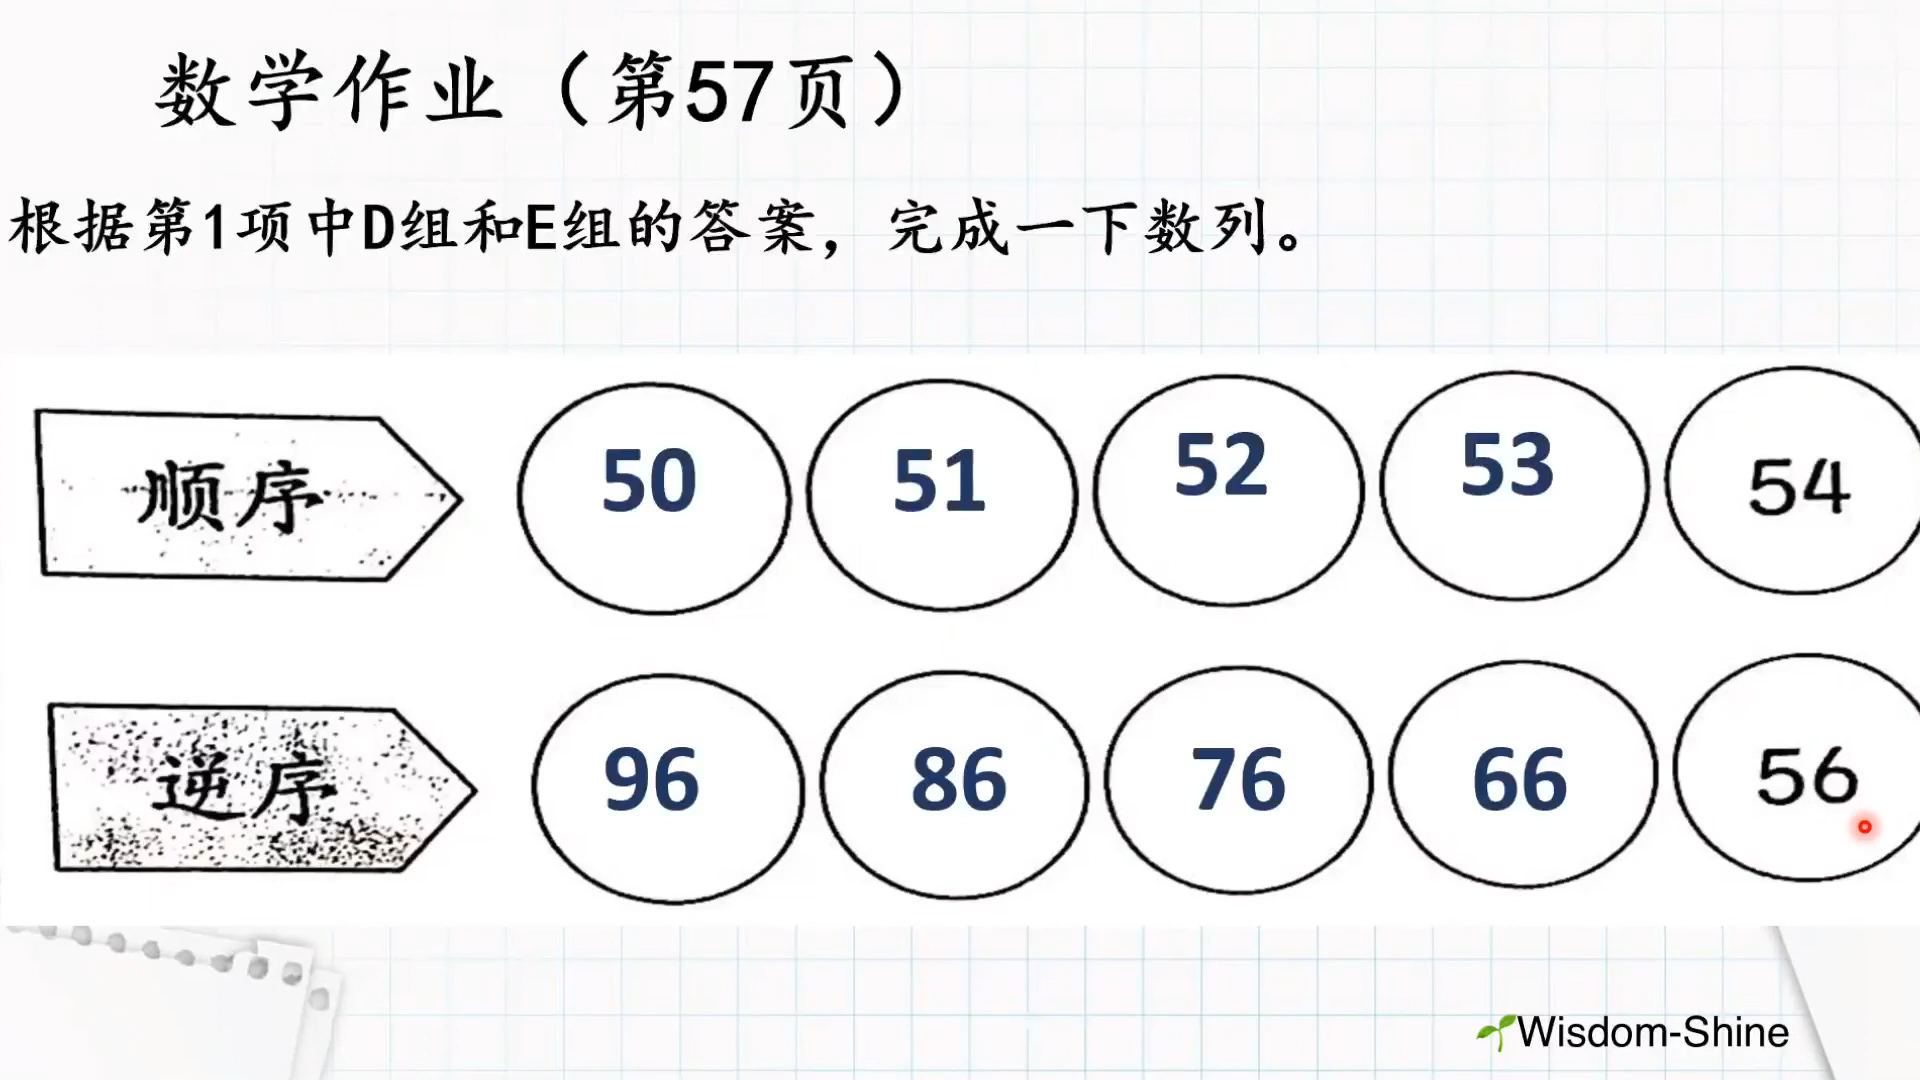 数学作业（第57页）
根据第1项中D组和E组的答案，完成一下数列。
顺序 50 51 52 53 54
逆序 96 86 76 66 56
Wisdom-Shine